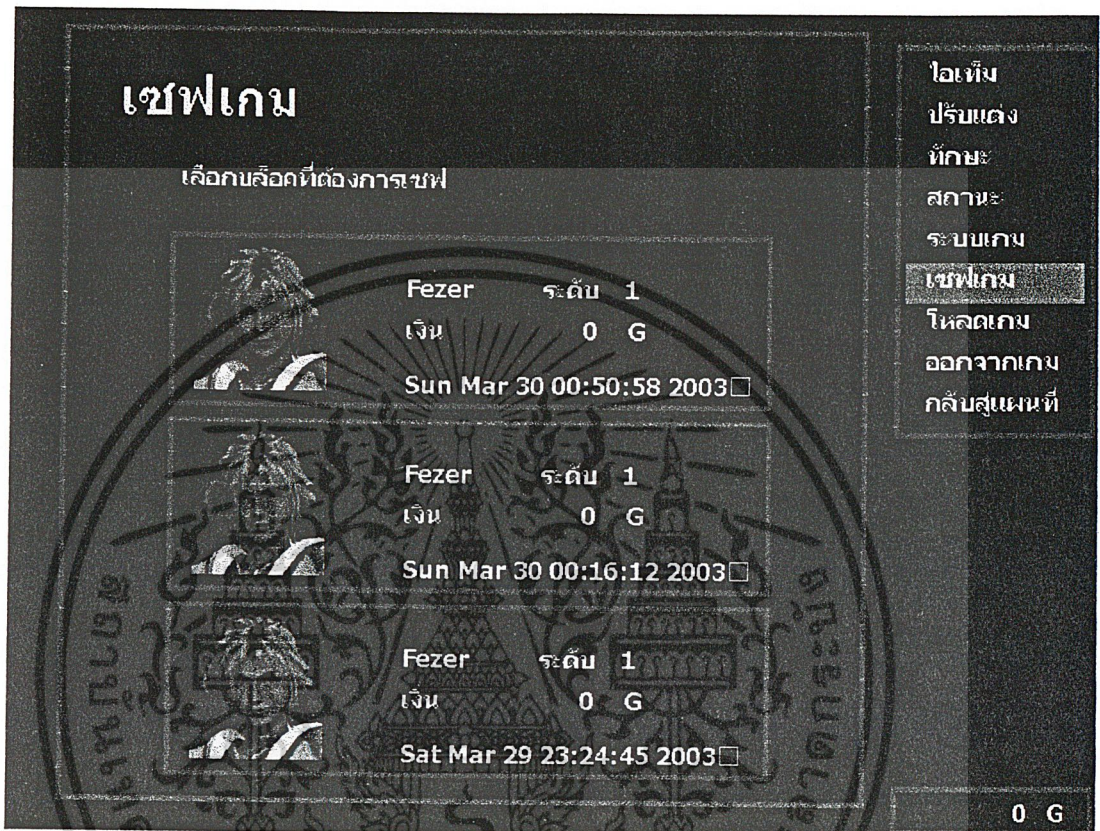 เซฟเกม
เลือกบล็อคที่ต้องการเซฟ
Fezer ระดับ 1
เงิน 0 G
Sun Mar 30 00:50:58 2003□
Fezer ระดับ 1
เงิน 0 G
Sun Mar 30 00:16:12 2003□
Fezer ระดับ 1
เงิน 0 G
Sat Mar 29 23:24:45 2003□
ไอเท็ม
ปรับแต่ง
ทักษะ
สถานะ
ระบบเกม
เซฟเกม
โหลดเกม
ออกจากเกม
กลับสู่แผนที่
0 G